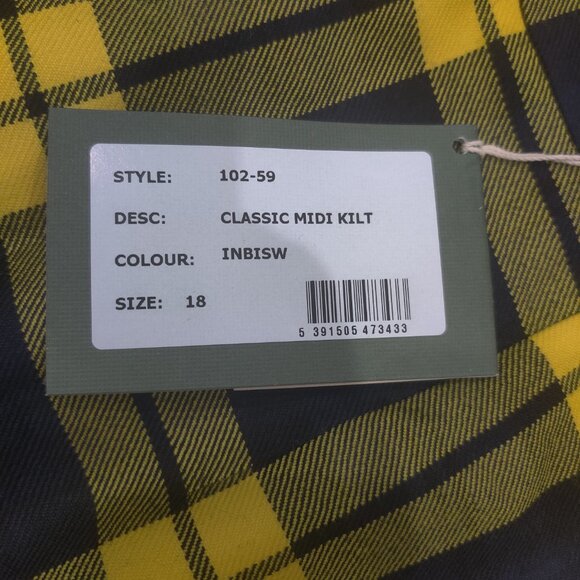 STYLE: 102-59
DESC: CLASSIC MIDI KILT
COLOUR: INBISW
SIZE: 18
5 391505 473433